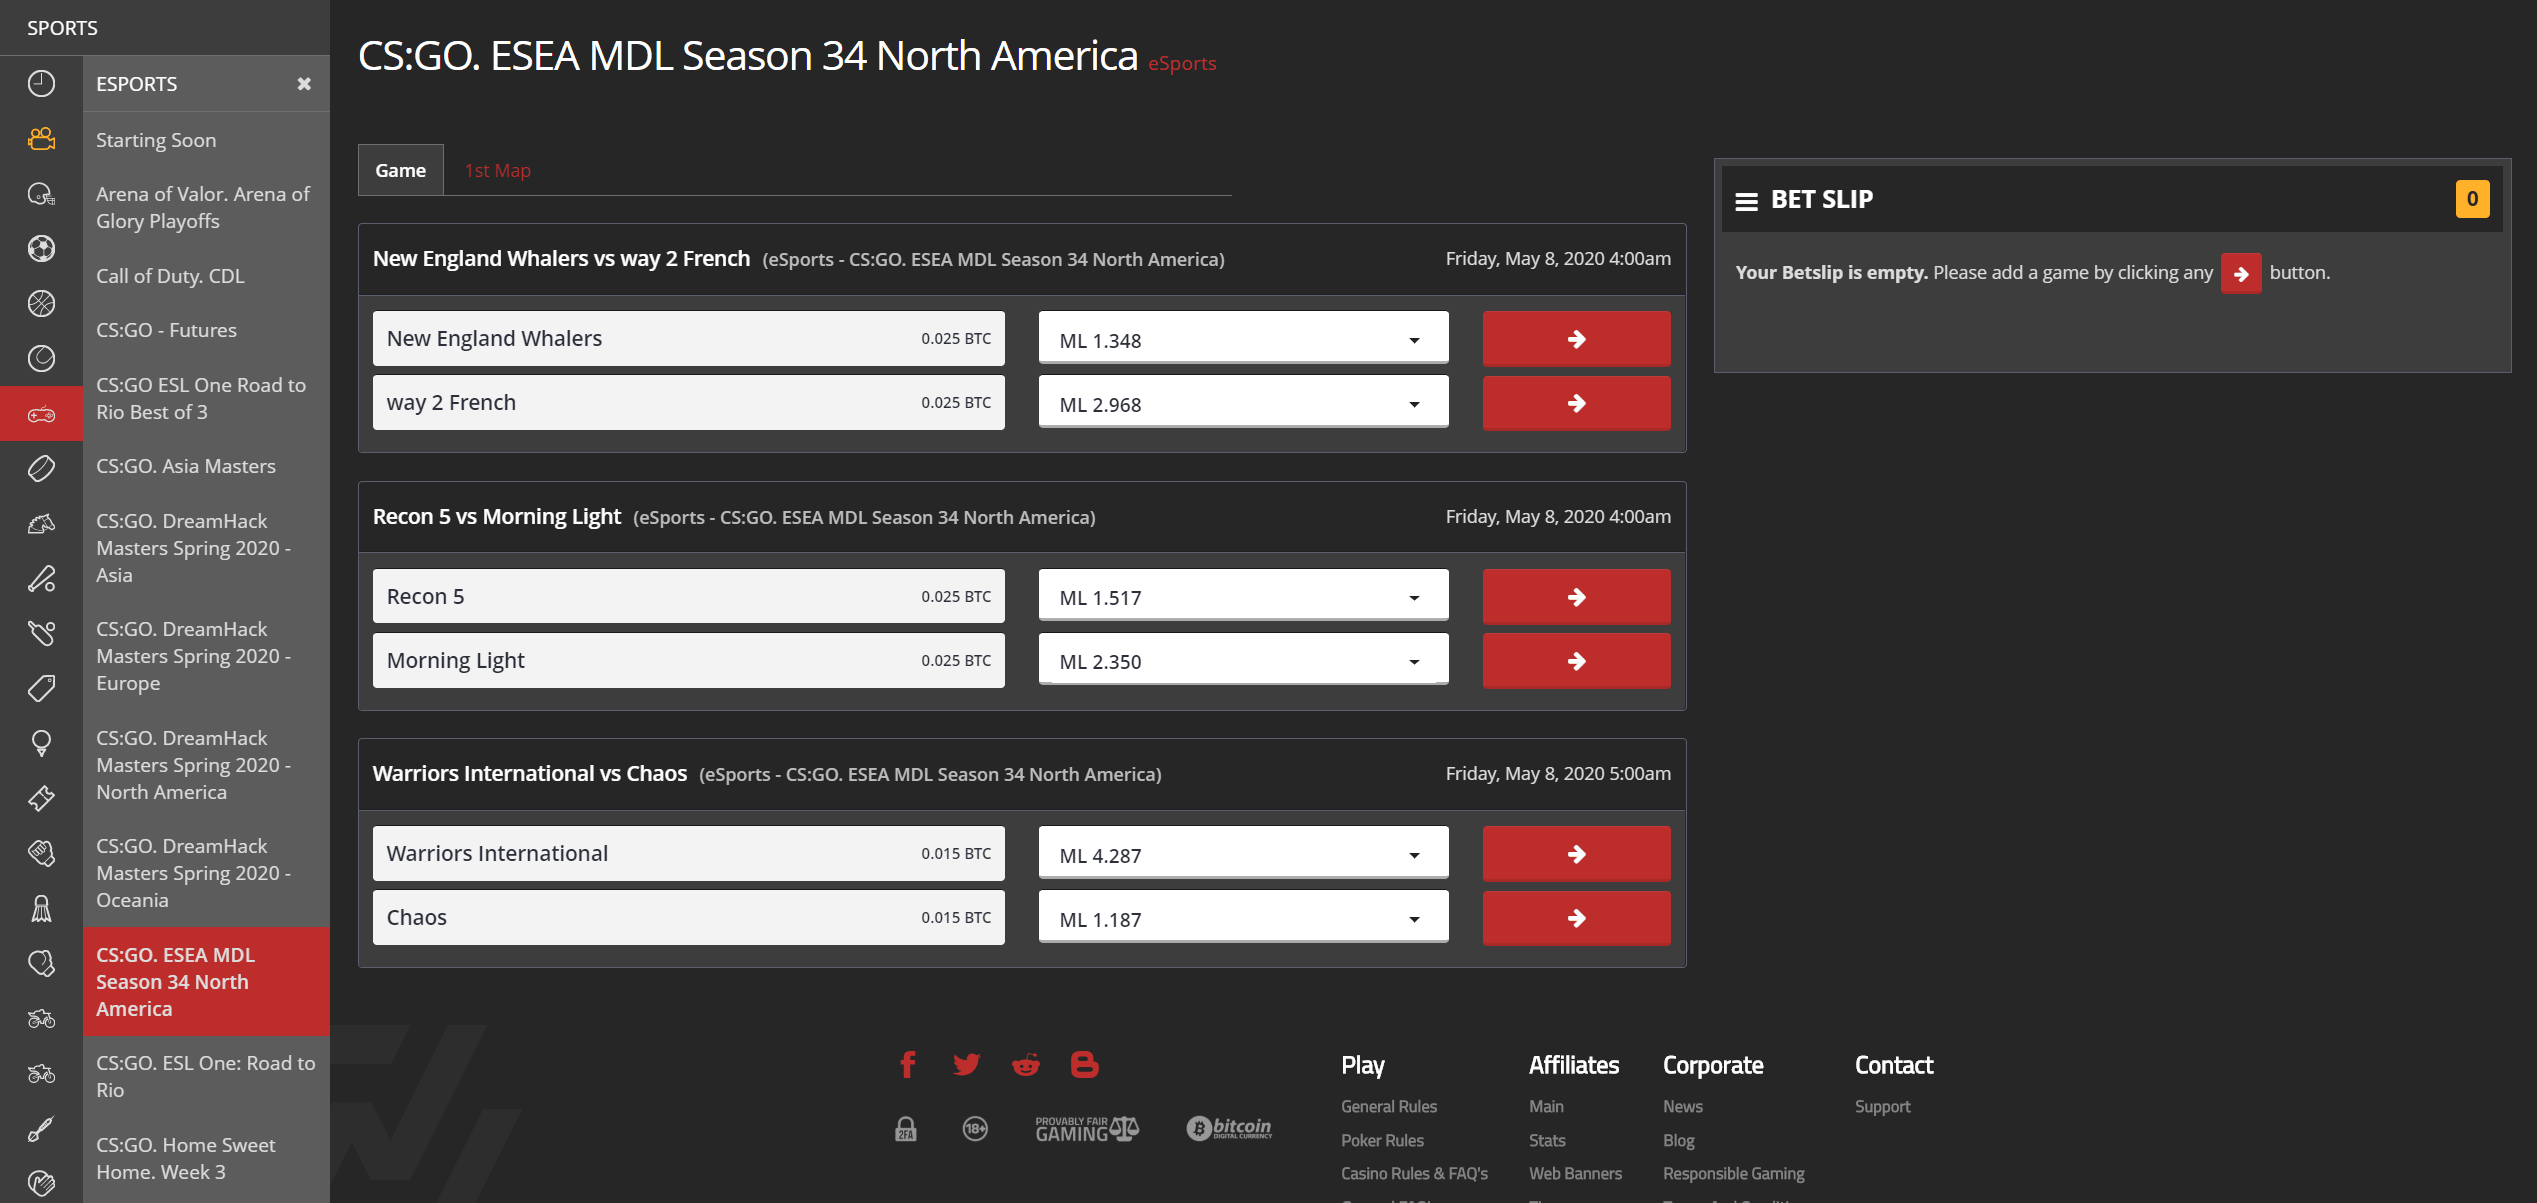 SPORTS
ESPORTS
Starting Soon
Arena of Valor. Arena of
Glory Playoffs
Call of Duty. CDL
CS:GO - Futures
CS:GO ESL One Road to
Rio Best of 3
CS:GO. Asia Masters
CS:GO. DreamHack
Masters Spring 2020 -
Asia
CS:GO. DreamHack
Masters Spring 2020 -
Europe
CS:GO. DreamHack
Masters Spring 2020 -
North America
CS:GO. DreamHack
Masters Spring 2020 -
Oceania
CS:GO. ESEA MDL
Season 34 North
America
CS:GO. ESL One: Road to
Rio
CS:GO. Home Sweet
Home. Week 3
CS:GO. ESEA MDL Season 34 North America eSports
Game 1st Map
New England Whalers vs way 2 French (eSports - CS:GO. ESEA MDL Season 34 North America) Friday, May 8, 2020 4:00am
New England Whalers 0.025 BTC ML 1.348
way 2 French 0.025 BTC ML 2.968
Recon 5 vs Morning Light (eSports - CS:GO. ESEA MDL Season 34 North America) Friday, May 8, 2020 4:00am
Recon 5 0.025 BTC ML 1.517
Morning Light 0.025 BTC ML 2.350
Warriors International vs Chaos (eSports - CS:GO. ESEA MDL Season 34 North America) Friday, May 8, 2020 5:00am
Warriors International 0.015 BTC ML 4.287
Chaos 0.015 BTC ML 1.187
BET SLIP 0
Your Betslip is empty. Please add a game by clicking any button.
2FA
18+
PROVABLY FAIR
GAMING
bitcoin
DIGITAL CURRENCY
Play
General Rules
Poker Rules
Casino Rules & FAQ's
Affiliates
Main
Stats
Web Banners
Corporate
News
Blog
Responsible Gaming
Contact
Support